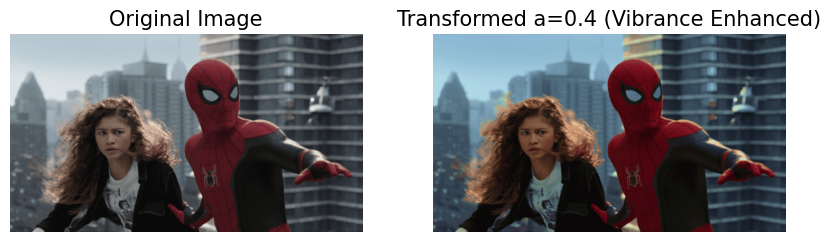 Original Image
Transformed a=0.4 (Vibrance Enhanced)